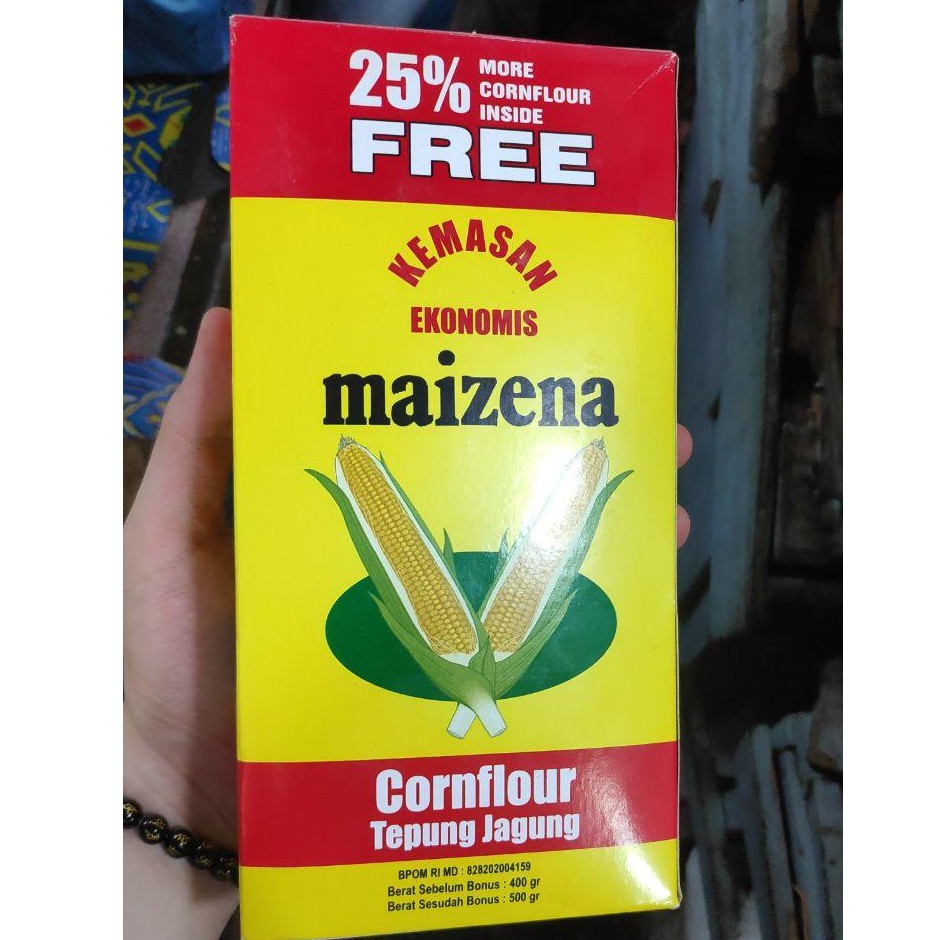 25% MORE
CORNFLOUR
INSIDE
FREE
KEMASAN
EKONOMIS
maizena
Cornflour
Tepung Jagung
BPOM RI MD : 828202004159
Berat Sebelum Bonus : 400 gr
Berat Sesudah Bonus : 500 gr